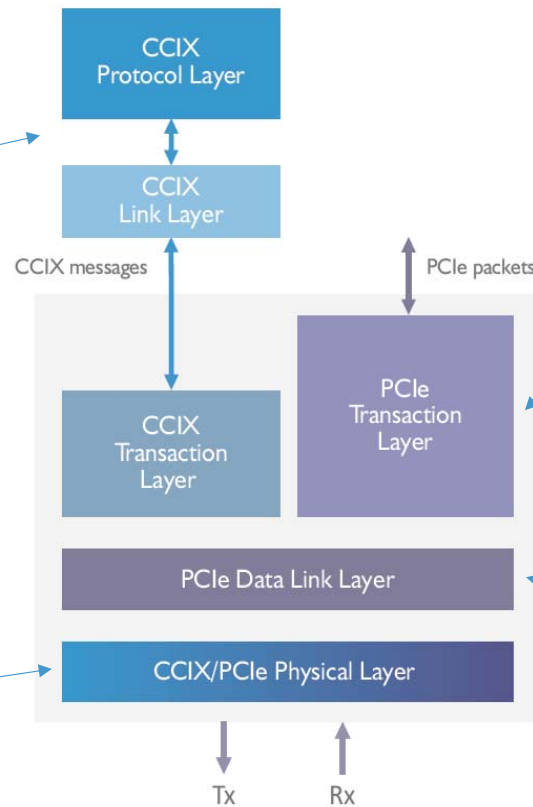 CCIX
Protocol Layer
CCIX
Link Layer
CCIX messages
PCIe packets
CCIX
Transaction
Layer
PCIe
Transaction
Layer
PCIe Data Link Layer
CCIX/PCIe Physical Layer
Tx
Rx